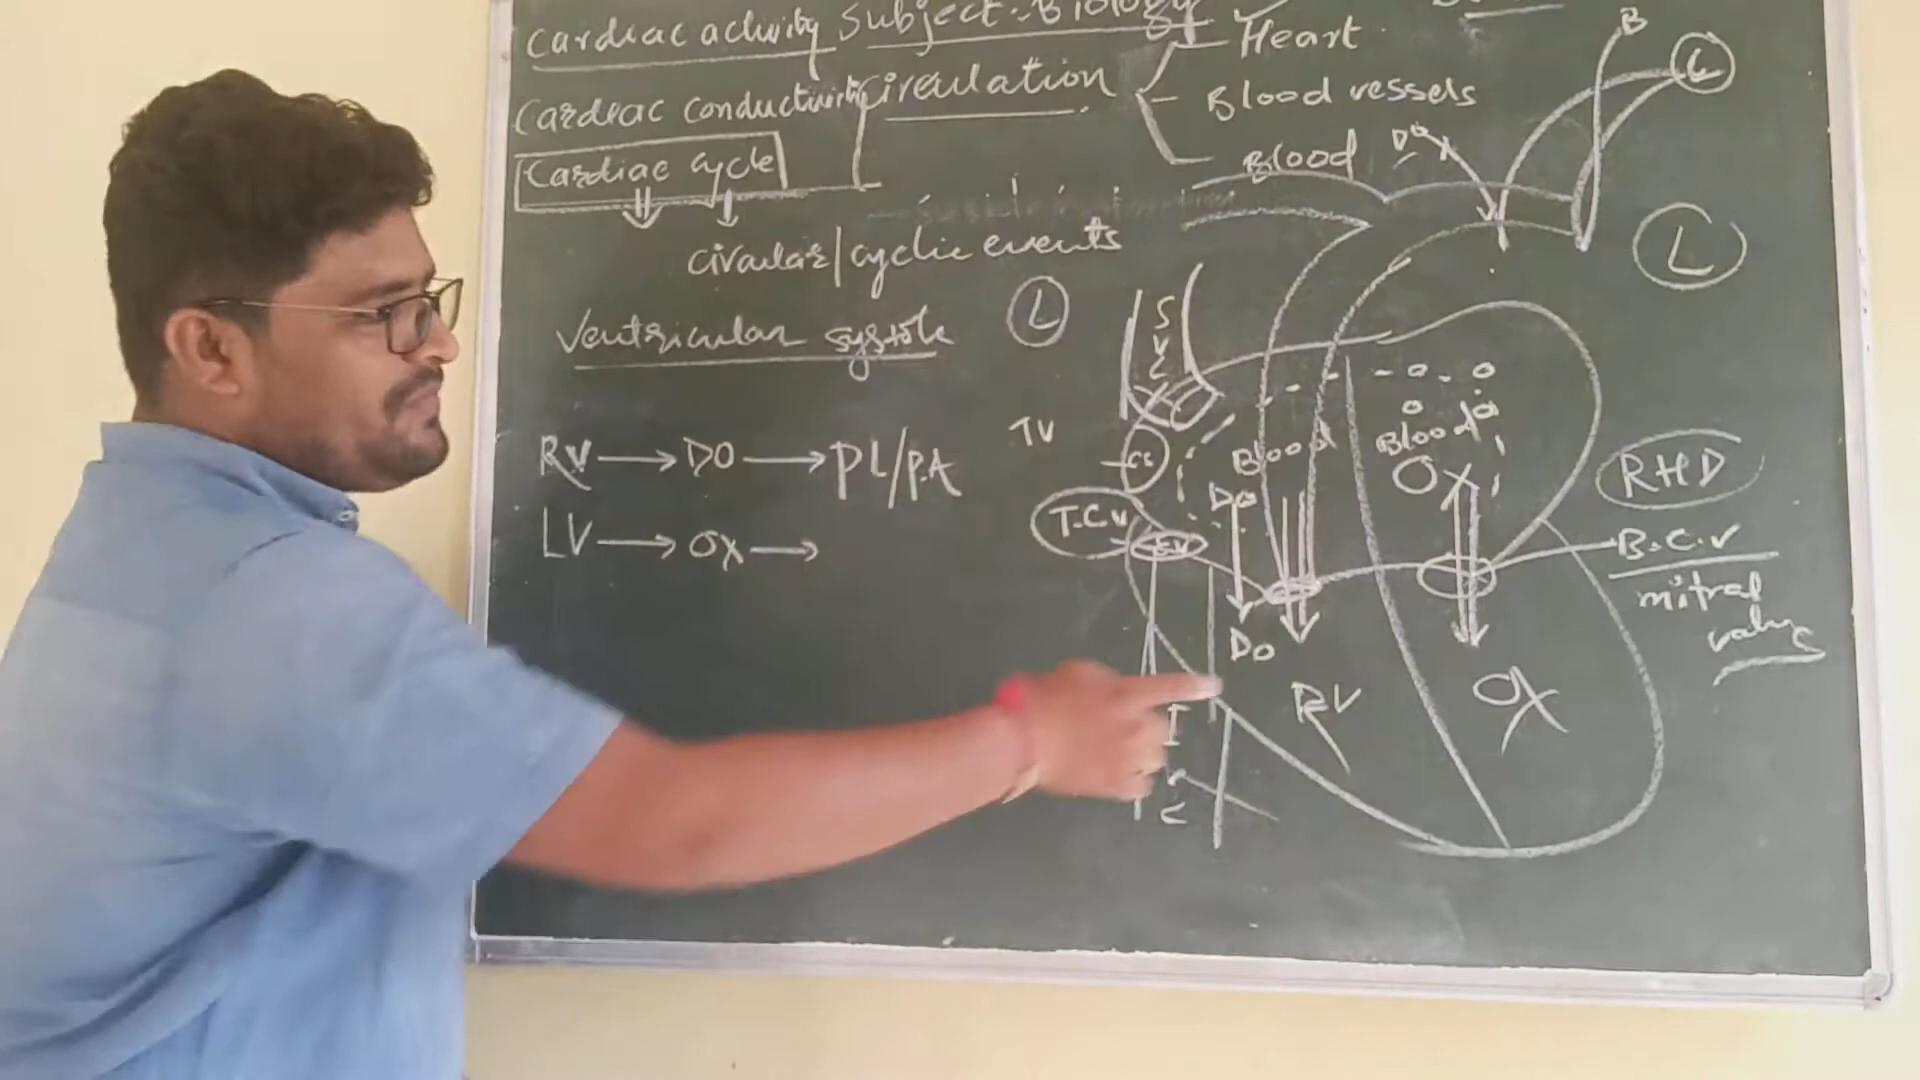 Cardiac activity Subject:-Biology
Cardiac conductivity Circulation
Heart
Blood vessels
Blood
Cardiac cycle
circular/cyclic events
Ventricular systole
RV → DO → PL/P.A
LV → OX →
L
TV
S
V
C
Do
B
L
L
Blood
Do
Blood
OX
RHD
T.C.V
B.C.V
mitral
valve
Do
RV
OX
I
V
C